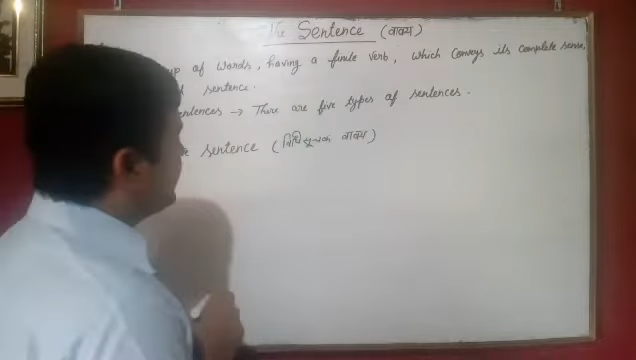 The Sentence (वाक्य)
of words, having a finite verb, which conveys its complete sense,
sentence.
sentences → There are five types of sentences.
sentence (विधिसूचक वाक्य)